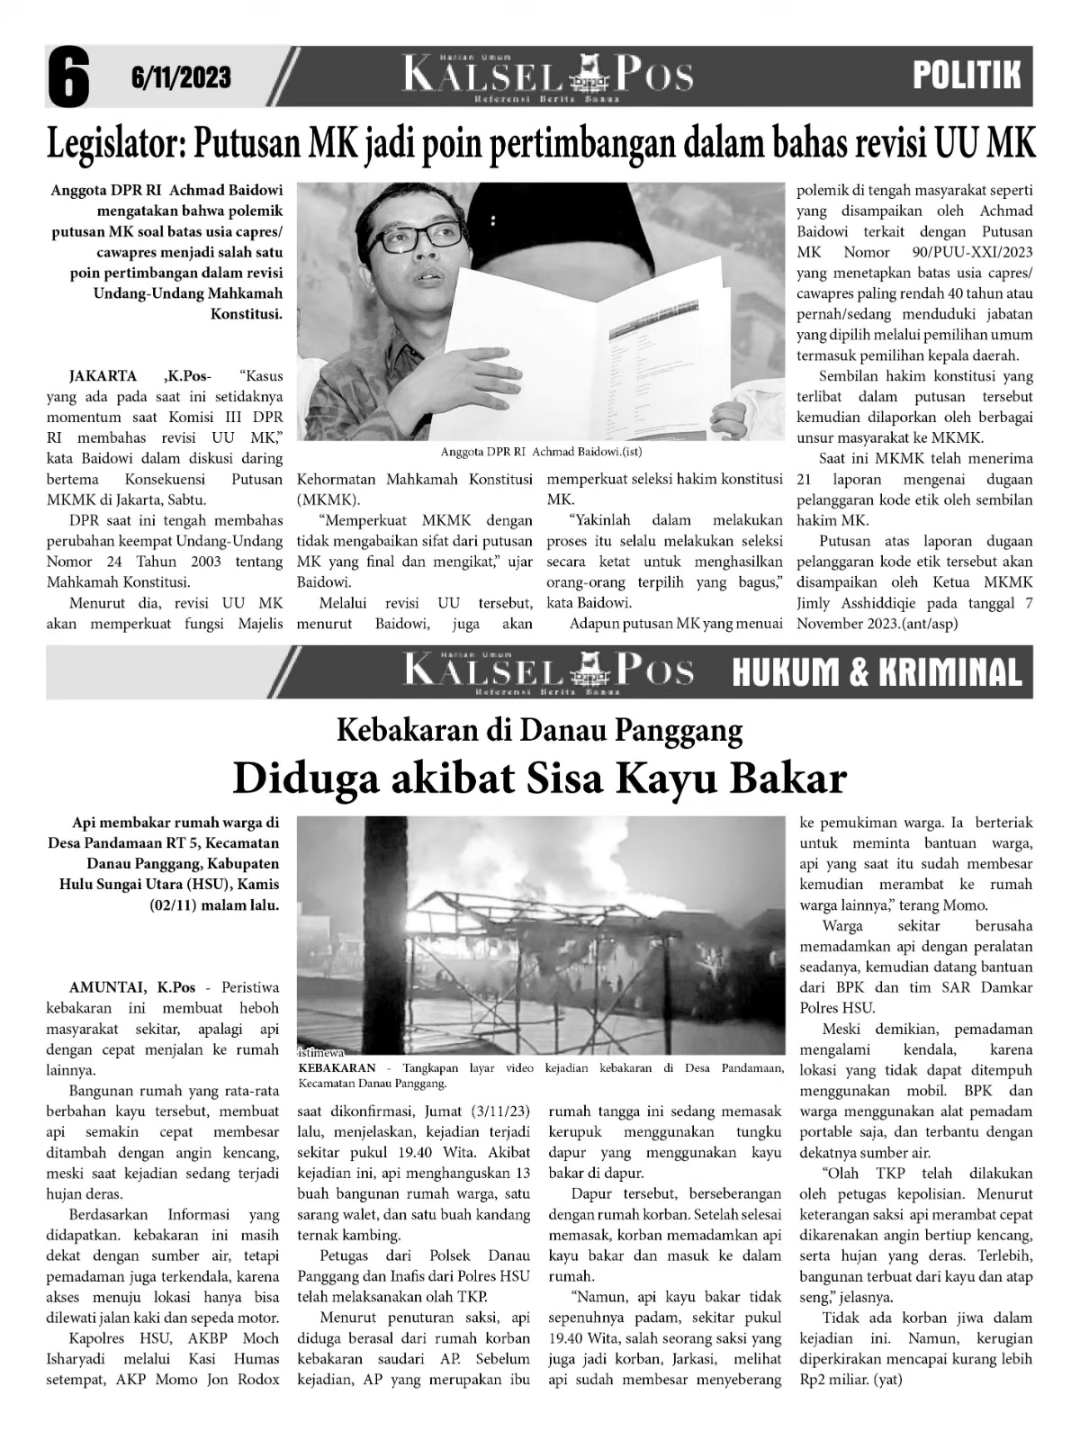 6
6/11/2023
Harian Umum
KALSEL POS
Referensi Berita Banua
POLITIK
Legislator: Putusan MK jadi poin pertimbangan dalam bahas revisi UU MK
Anggota DPR RI Achmad Baidowi
mengatakan bahwa polemik
putusan MK soal batas usia capres/
cawapres menjadi salah satu
poin pertimbangan dalam revisi
Undang-Undang Mahkamah
Konstitusi.
JAKARTA ,K.Pos- “Kasus
yang ada pada saat ini setidaknya
momentum saat Komisi III DPR
RI membahas revisi UU MK,”
kata Baidowi dalam diskusi daring
bertema Konsekuensi Putusan
MKMK di Jakarta, Sabtu.
DPR saat ini tengah membahas
perubahan keempat Undang-Undang
Nomor 24 Tahun 2003 tentang
Mahkamah Konstitusi.
Menurut dia, revisi UU MK
akan memperkuat fungsi Majelis
Anggota DPR RI Achmad Baidowi.(ist)
Kehormatan Mahkamah Konstitusi
(MKMK).
“Memperkuat MKMK dengan
tidak mengabaikan sifat dari putusan
MK yang final dan mengikat,” ujar
Baidowi.
Melalui revisi UU tersebut,
menurut Baidowi, juga akan
memperkuat seleksi hakim konstitusi
MK.
“Yakinlah dalam melakukan
proses itu selalu melakukan seleksi
secara ketat untuk menghasilkan
orang-orang terpilih yang bagus,”
kata Baidowi.
Adapun putusan MK yang menuai
polemik di tengah masyarakat seperti
yang disampaikan oleh Achmad
Baidowi terkait dengan Putusan
MK Nomor 90/PUU-XXI/2023
yang menetapkan batas usia capres/
cawapres paling rendah 40 tahun atau
pernah/sedang menduduki jabatan
yang dipilih melalui pemilihan umum
termasuk pemilihan kepala daerah.
Sembilan hakim konstitusi yang
terlibat dalam putusan tersebut
kemudian dilaporkan oleh berbagai
unsur masyarakat ke MKMK.
Saat ini MKMK telah menerima
21 laporan mengenai dugaan
pelanggaran kode etik oleh sembilan
hakim MK.
Putusan atas laporan dugaan
pelanggaran kode etik tersebut akan
disampaikan oleh Ketua MKMK
Jimly Asshiddiqie pada tanggal 7
November 2023.(ant/asp)
Harian Umum
KALSEL POS
Referensi Berita Banua
HUKUM & KRIMINAL
Kebakaran di Danau Panggang
Diduga akibat Sisa Kayu Bakar
Api membakar rumah warga di
Desa Pandamaan RT 5, Kecamatan
Danau Panggang, Kabupaten
Hulu Sungai Utara (HSU), Kamis
(02/11) malam lalu.
AMUNTAI, K.Pos - Peristiwa
kebakaran ini membuat heboh
masyarakat sekitar, apalagi api
dengan cepat menjalan ke rumah
lainnya.
Bangunan rumah yang rata-rata
berbahan kayu tersebut, membuat
api semakin cepat membesar
ditambah dengan angin kencang,
meski saat kejadian sedang terjadi
hujan deras.
Berdasarkan Informasi yang
didapatkan. kebakaran ini masih
dekat dengan sumber air, tetapi
pemadaman juga terkendala, karena
akses menuju lokasi hanya bisa
dilewati jalan kaki dan sepeda motor.
Kapolres HSU, AKBP Moch
Isharyadi melalui Kasi Humas
setempat, AKP Momo Jon Rodox
istimewa
KEBAKARAN - Tangkapan layar video kejadian kebakaran di Desa Pandamaan,
Kecamatan Danau Panggang.
saat dikonfirmasi, Jumat (3/11/23)
lalu, menjelaskan, kejadian terjadi
sekitar pukul 19.40 Wita. Akibat
kejadian ini, api menghanguskan 13
buah bangunan rumah warga, satu
sarang walet, dan satu buah kandang
ternak kambing.
Petugas dari Polsek Danau
Panggang dan Inafis dari Polres HSU
telah melaksanakan olah TKP.
Menurut penuturan saksi, api
diduga berasal dari rumah korban
kebakaran saudari AP. Sebelum
kejadian, AP yang merupakan ibu
rumah tangga ini sedang memasak
kerupuk menggunakan tungku
dapur yang menggunakan kayu
bakar di dapur.
Dapur tersebut, berseberangan
dengan rumah korban. Setelah selesai
memasak, korban memadamkan api
kayu bakar dan masuk ke dalam
rumah.
“Namun, api kayu bakar tidak
sepenuhnya padam, sekitar pukul
19.40 Wita, salah seorang saksi yang
juga jadi korban, Jarkasi, melihat
api sudah membesar menyeberang
ke pemukiman warga. Ia berteriak
untuk meminta bantuan warga,
api yang saat itu sudah membesar
kemudian merambat ke rumah
warga lainnya,” terang Momo.
Warga sekitar berusaha
memadamkan api dengan peralatan
seadanya, kemudian datang bantuan
dari BPK dan tim SAR Damkar
Polres HSU.
Meski demikian, pemadaman
mengalami kendala, karena
lokasi yang tidak dapat ditempuh
menggunakan mobil. BPK dan
warga menggunakan alat pemadam
portable saja, dan terbantu dengan
dekatnya sumber air.
“Olah TKP telah dilakukan
oleh petugas kepolisian. Menurut
keterangan saksi api merambat cepat
dikarenakan angin bertiup kencang,
serta hujan yang deras. Terlebih,
bangunan terbuat dari kayu dan atap
seng,” jelasnya.
Tidak ada korban jiwa dalam
kejadian ini. Namun, kerugian
diperkirakan mencapai kurang lebih
Rp2 miliar. (yat)